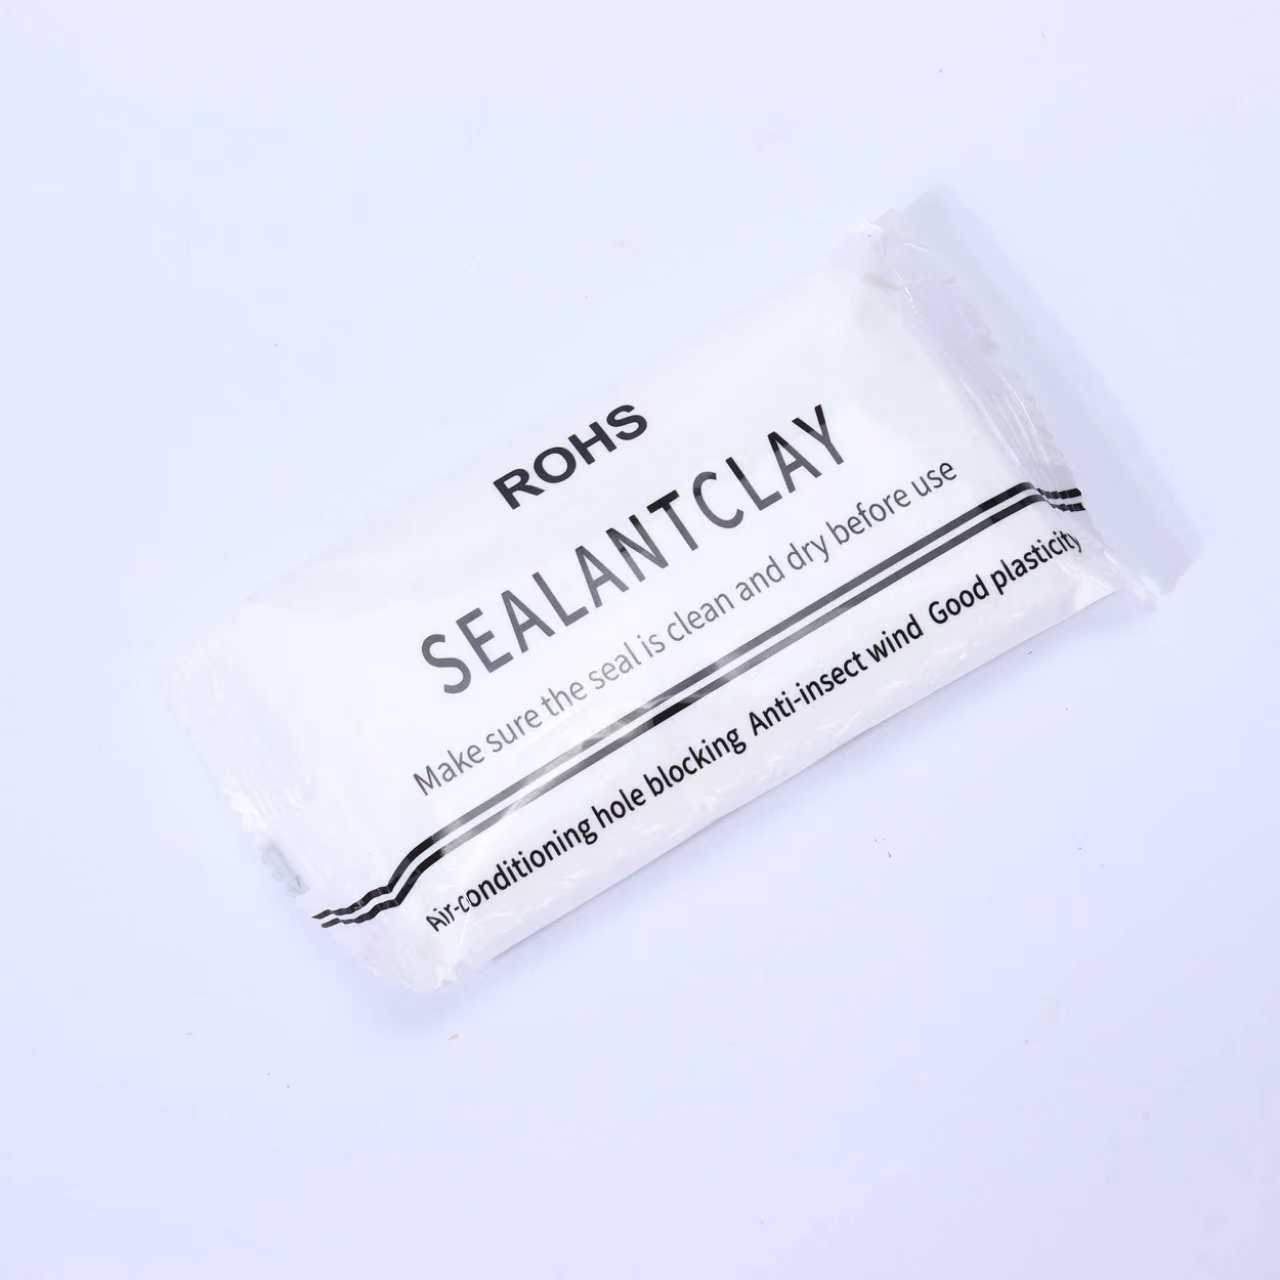 ROHS
SEALANTCLAY
Make sure the seal is clean and dry before use
Air-conditioning hole blocking Anti-insect wind Good plasticity